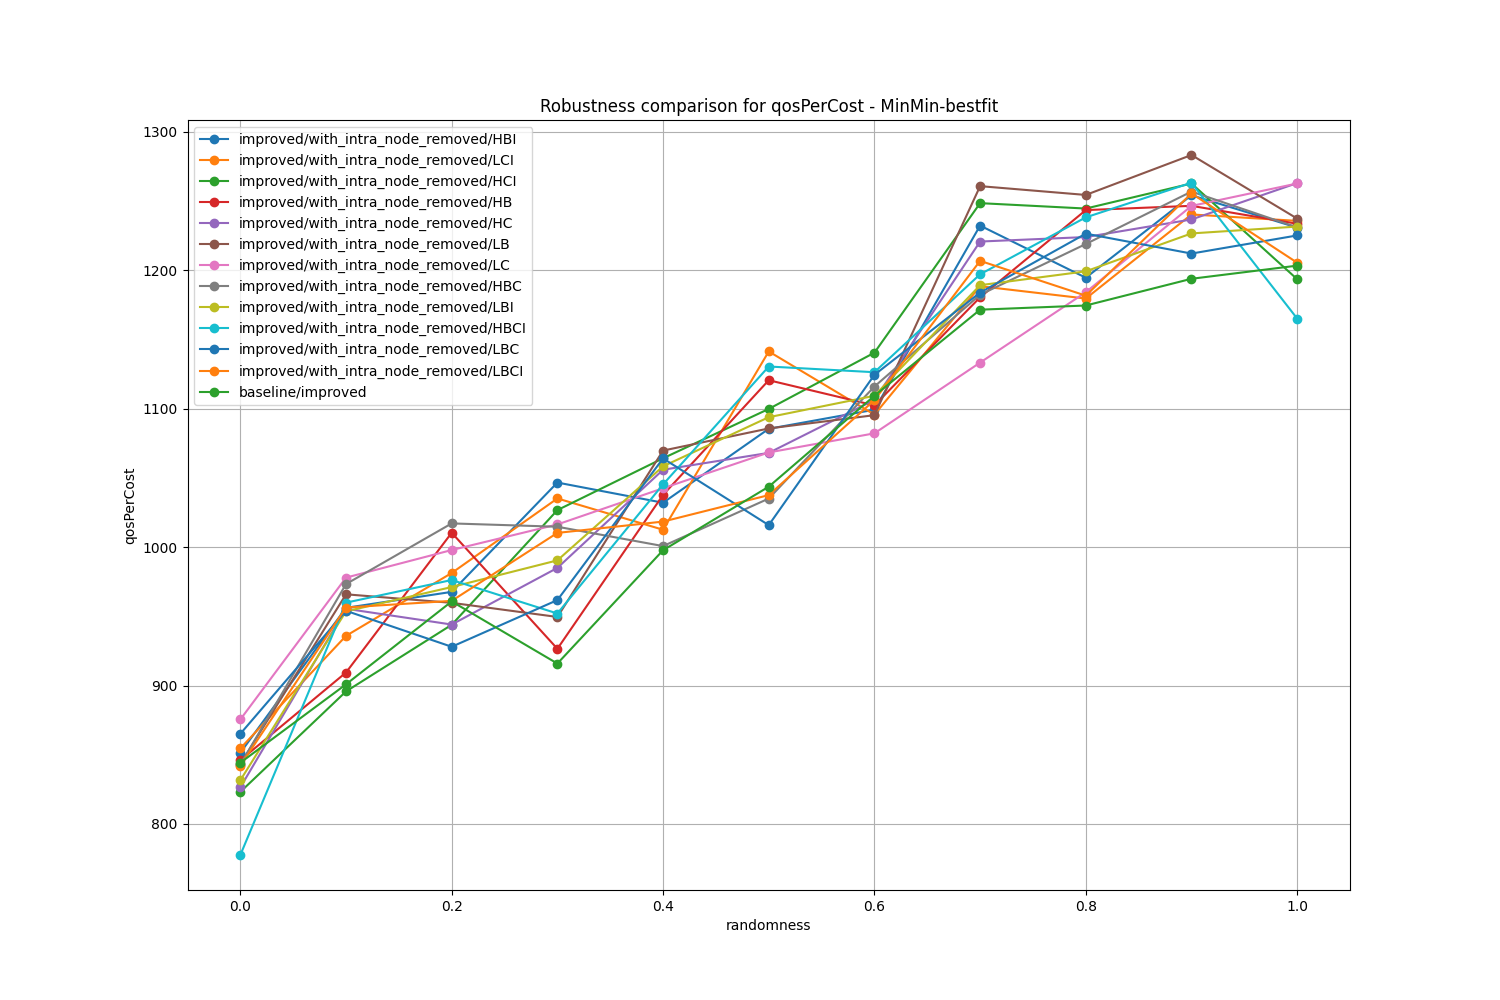 Robustness comparison for qosPerCost - MinMin-bestfit
improved/with_intra_node_removed/HBI
improved/with_intra_node_removed/LCI
improved/with_intra_node_removed/HCI
improved/with_intra_node_removed/HB
improved/with_intra_node_removed/HC
improved/with_intra_node_removed/LB
improved/with_intra_node_removed/LC
improved/with_intra_node_removed/HBC
improved/with_intra_node_removed/LBI
improved/with_intra_node_removed/HBCI
improved/with_intra_node_removed/LBC
improved/with_intra_node_removed/LBCI
baseline/improved
1300
1200
1100
1000
900
800
qosPerCost
0.0 0.2 0.4 0.6 0.8 1.0
randomness